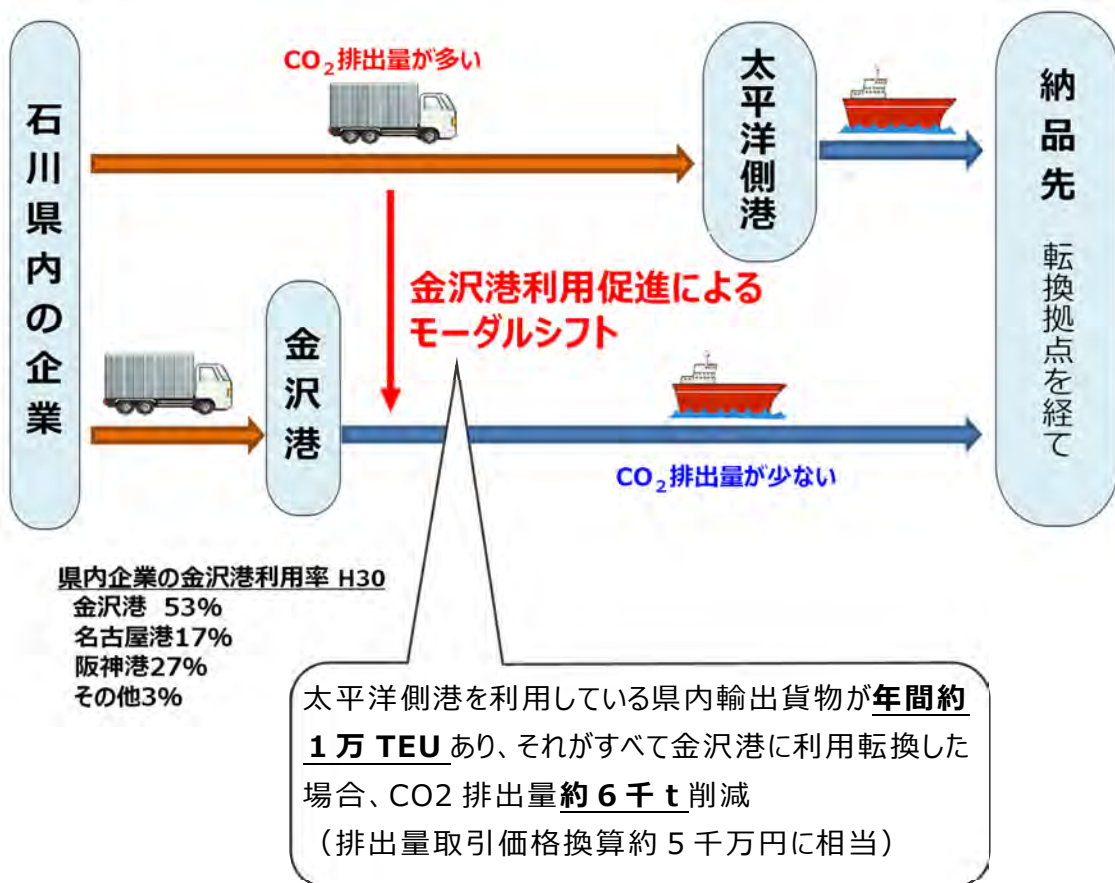 石川県内の企業
CO₂排出量が多い
太平洋側港
納品先 転換拠点を経て
金沢港利用促進による
モーダルシフト
金沢港
CO₂排出量が少ない
県内企業の金沢港利用率 H30
金沢港 53%
名古屋港17%
阪神港27%
その他3%
太平洋側港を利用している県内輸出貨物が年間約
1万 TEU あり、それがすべて金沢港に利用転換した
場合、CO2 排出量約6千 t 削減
（排出量取引価格換算約5千万円に相当）